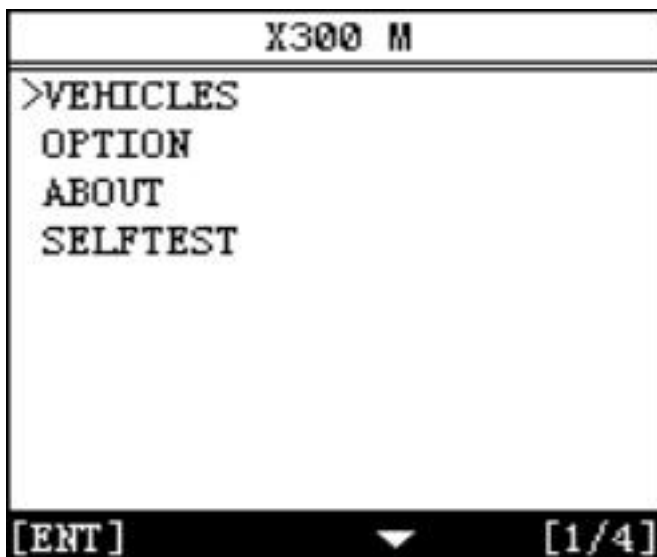 X300 M
>VEHICLES
OPTION
ABOUT
SELFTEST
[ENT] [1/4]